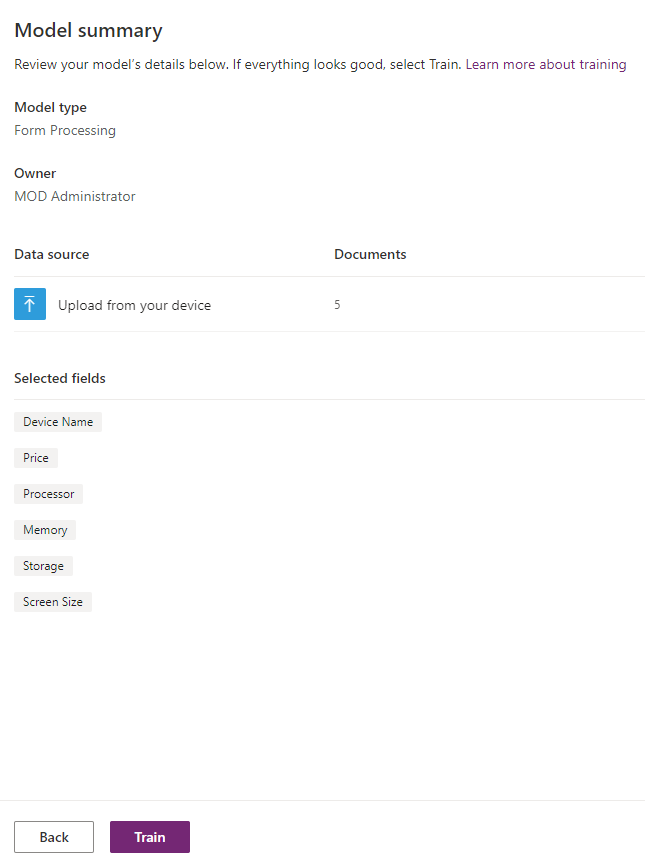 Model summary
Review your model's details below. If everything looks good, select Train. Learn more about training
Model type
Form Processing
Owner
MOD Administrator
Data source Documents
Upload from your device 5
Selected fields
Device Name
Price
Processor
Memory
Storage
Screen Size
Back Train